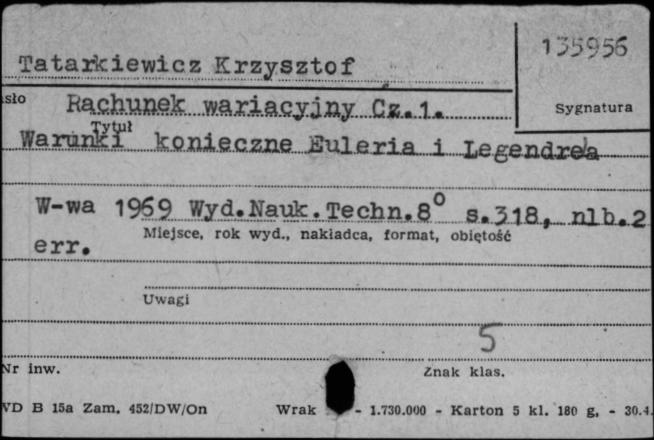 135956
Tatarkiewicz Krzysztof
sło Rachunek wariacyjny Cz.1.
Sygnatura
Tytuł
Warunki konieczne Euleria i Legendre'a
W-wa 1969 Wyd.Nauk.Techn.8° s.318, nlb.2
Miejsce, rok wyd., nakładca, format, objętość
err.
Uwagi
5
Nr inw.
Znak klas.
VD B 15a Zam. 452/DW/On Wrak - 1.730.000 - Karton 5 kl. 180 g. - 30.4.